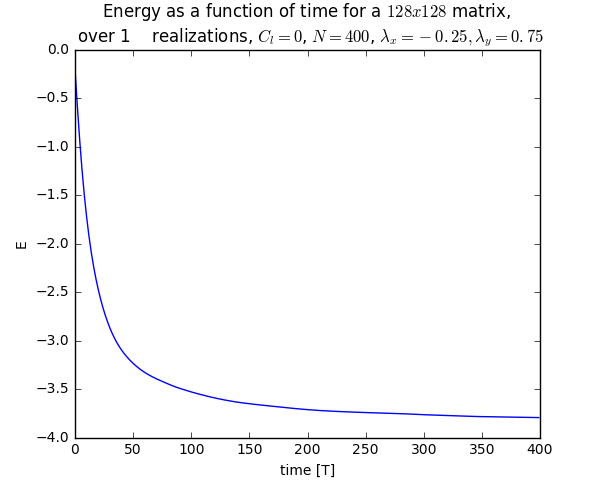 Energy as a function of time for a 128x128 matrix,
over 1 realizations, C_l = 0, N = 400, λ_x = −0.25, λ_y = 0.75
0.0
−0.5
−1.0
−1.5
−2.0
−2.5
−3.0
−3.5
−4.0
E
0 50 100 150 200 250 300 350 400
time [T]